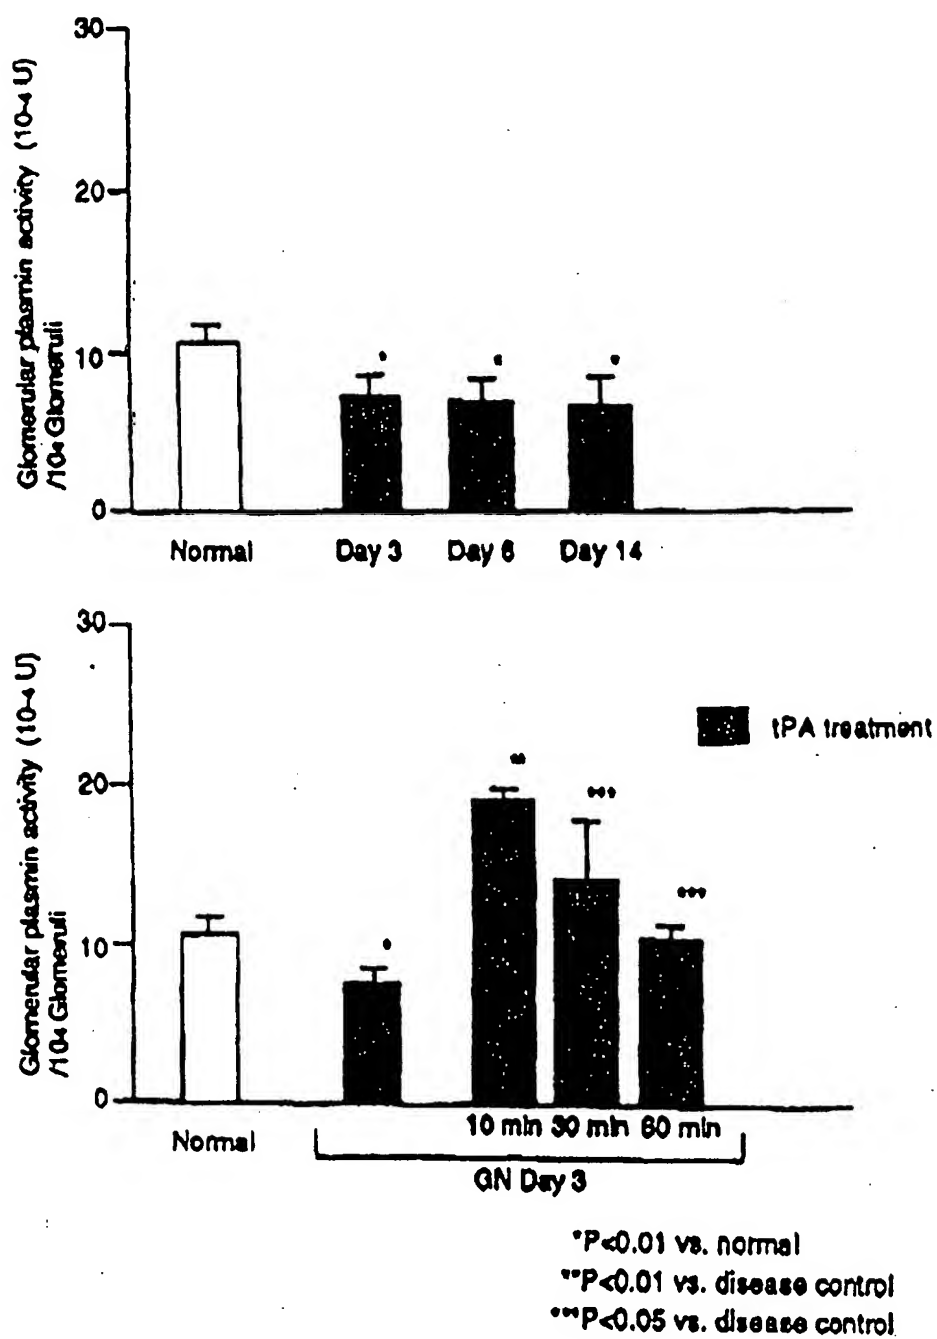 30
20
10
0
Glomerular plasmin activity (10-4 U)
/104 Glomeruli
* * *
Normal Day 3 Day 6 Day 14
30
20
10
0
Glomerular plasmin activity (10-4 U)
/104 Glomeruli
tPA treatment
* ** *** ***
10 min 30 min 60 min
Normal
GN Day 3
*P<0.01 vs. normal
**P<0.01 vs. disease control
***P<0.05 vs. disease control